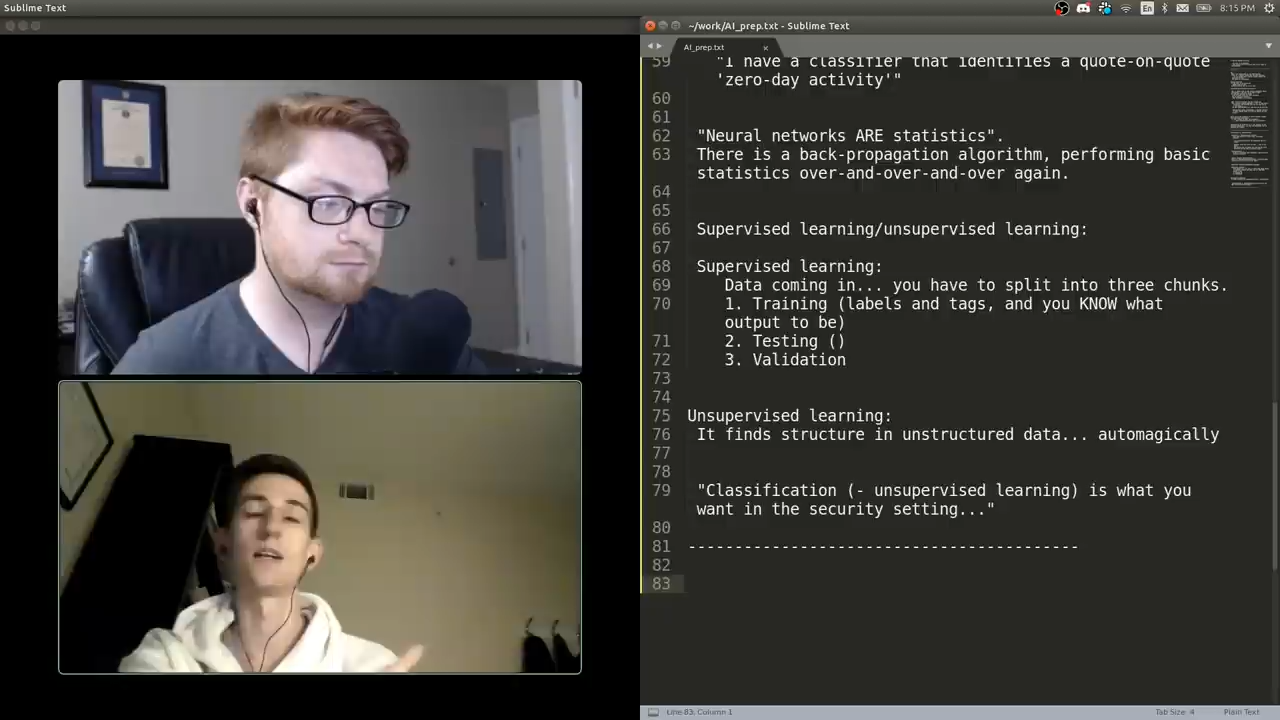 Sublime Text
En
8:15 PM
~/work/AI_prep.txt - Sublime Text
AI_prep.txt
59 "I have a classifier that identifies a quote-on-quote
'zero-day activity'"
60
61
62 "Neural networks ARE statistics"
63 There is a back-propagation algorithm, performing basic
statistics over-and-over-and-over again.
64
65
66 Supervised learning/unsupervised learning:
67
68 Supervised learning:
69 Data coming in... you have to split into three chunks.
70 1. Training (labels and tags, and you KNOW what
output to be)
71 2. Testing ()
72 3. Validation
73
74
75 Unsupervised learning:
76 It finds structure in unstructured data... automagically
77
78
79 "Classification (- unsupervised learning) is what you
want in the security setting..."
80
81 ------------------------------------------
82
83
Line 83, Column 1
Tab Size: 4
Plain Text